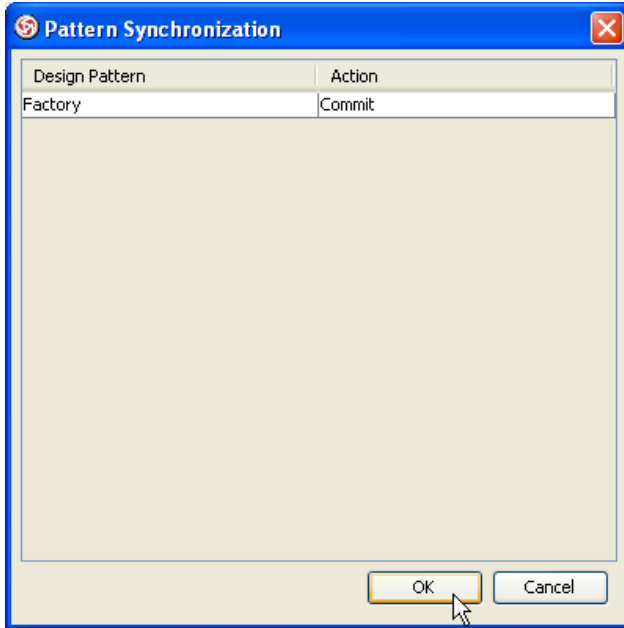 Pattern Synchronization
Design Pattern Action
Factory Commit
OK Cancel